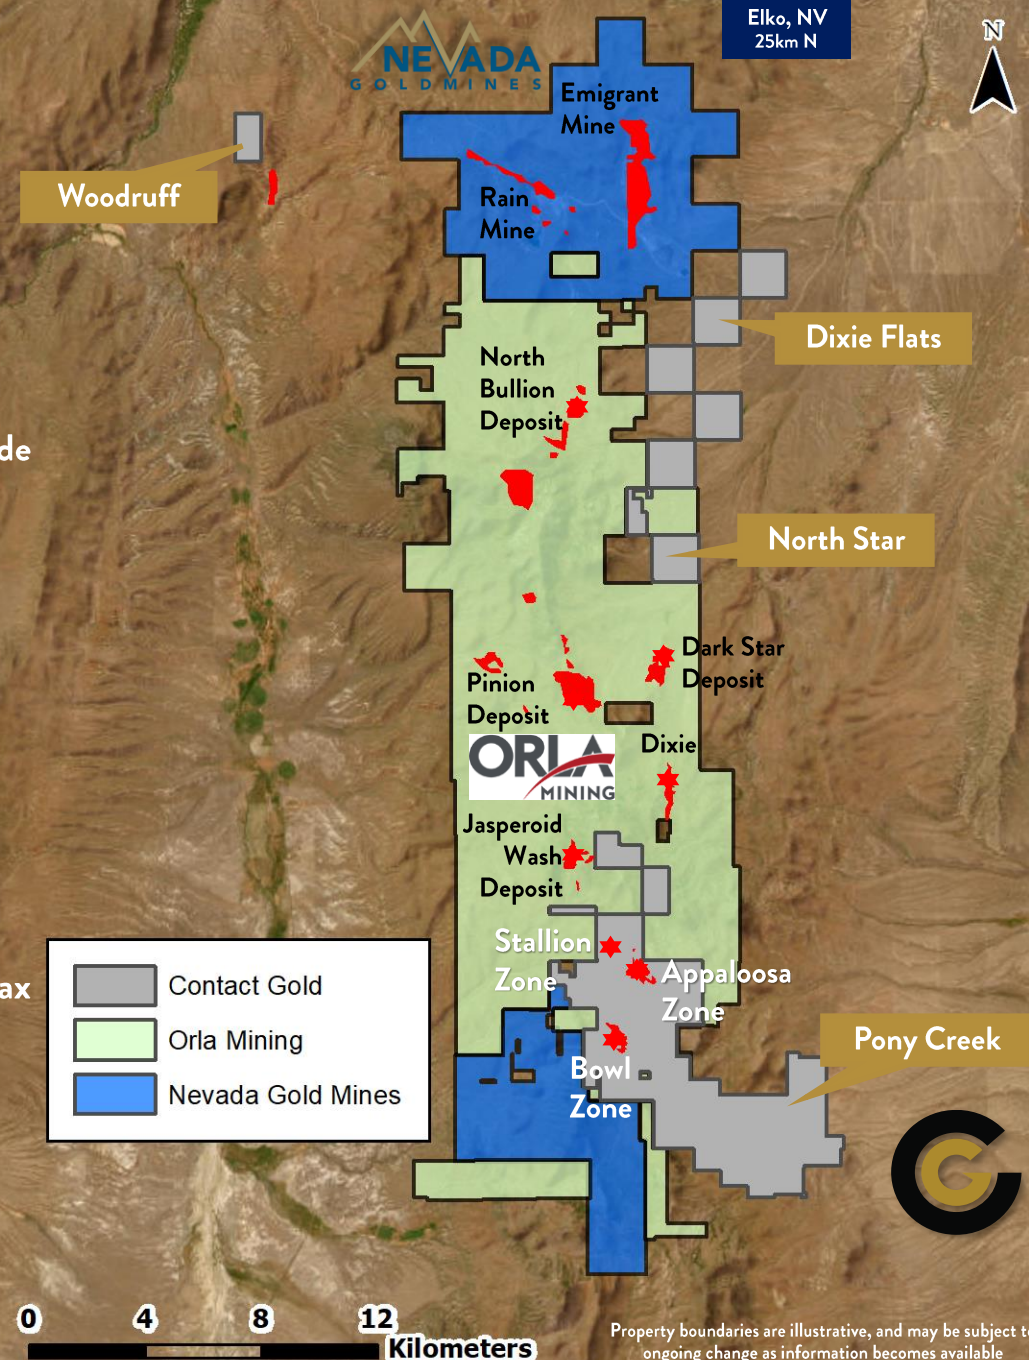 Elko, NV
25km N
N
NEVADA
GOLDMINES
Emigrant
Mine
Woodruff
Rain
Mine
Dixie Flats
North
Bullion
Deposit
de
North Star
Dark Star
Deposit
Pinion
Deposit
ORLA
MINING
Dixie
Jasperoid
Wash
Deposit
Stallion
Zone
Appaloosa
Zone
ax
Contact Gold
Orla Mining
Nevada Gold Mines
Pony Creek
Bowl
Zone
0 4 8 12
Kilometers
Property boundaries are illustrative, and may be subject to
ongoing change as information becomes available